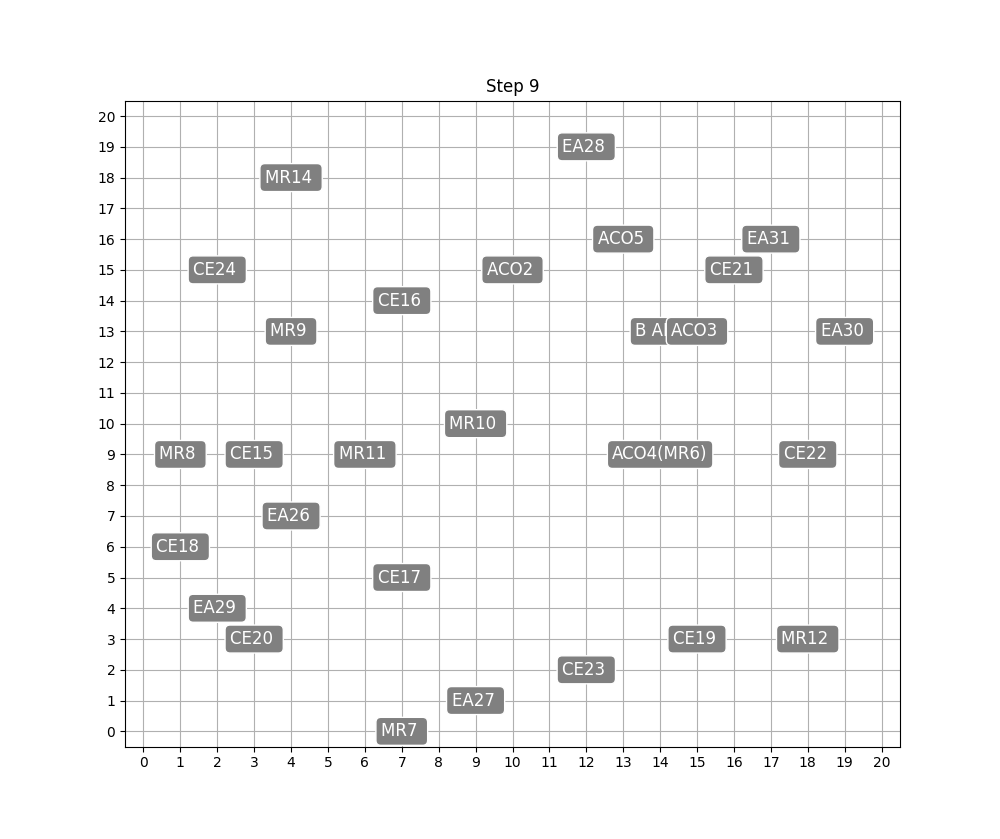 Step 9
20
19 EA28
18 MR14
17
16 ACO5 EA31
15 CE24 ACO2 CE21
14 CE16
13 MR9 B ACO3 EA30
12
11
10 MR10
9 MR8 CE15 MR11 ACO4(MR6) CE22
8
7 EA26
6 CE18
5 CE17
4 EA29
3 CE20 CE19 MR12
2 CE23
1 EA27
0 MR7
0 1 2 3 4 5 6 7 8 9 10 11 12 13 14 15 16 17 18 19 20